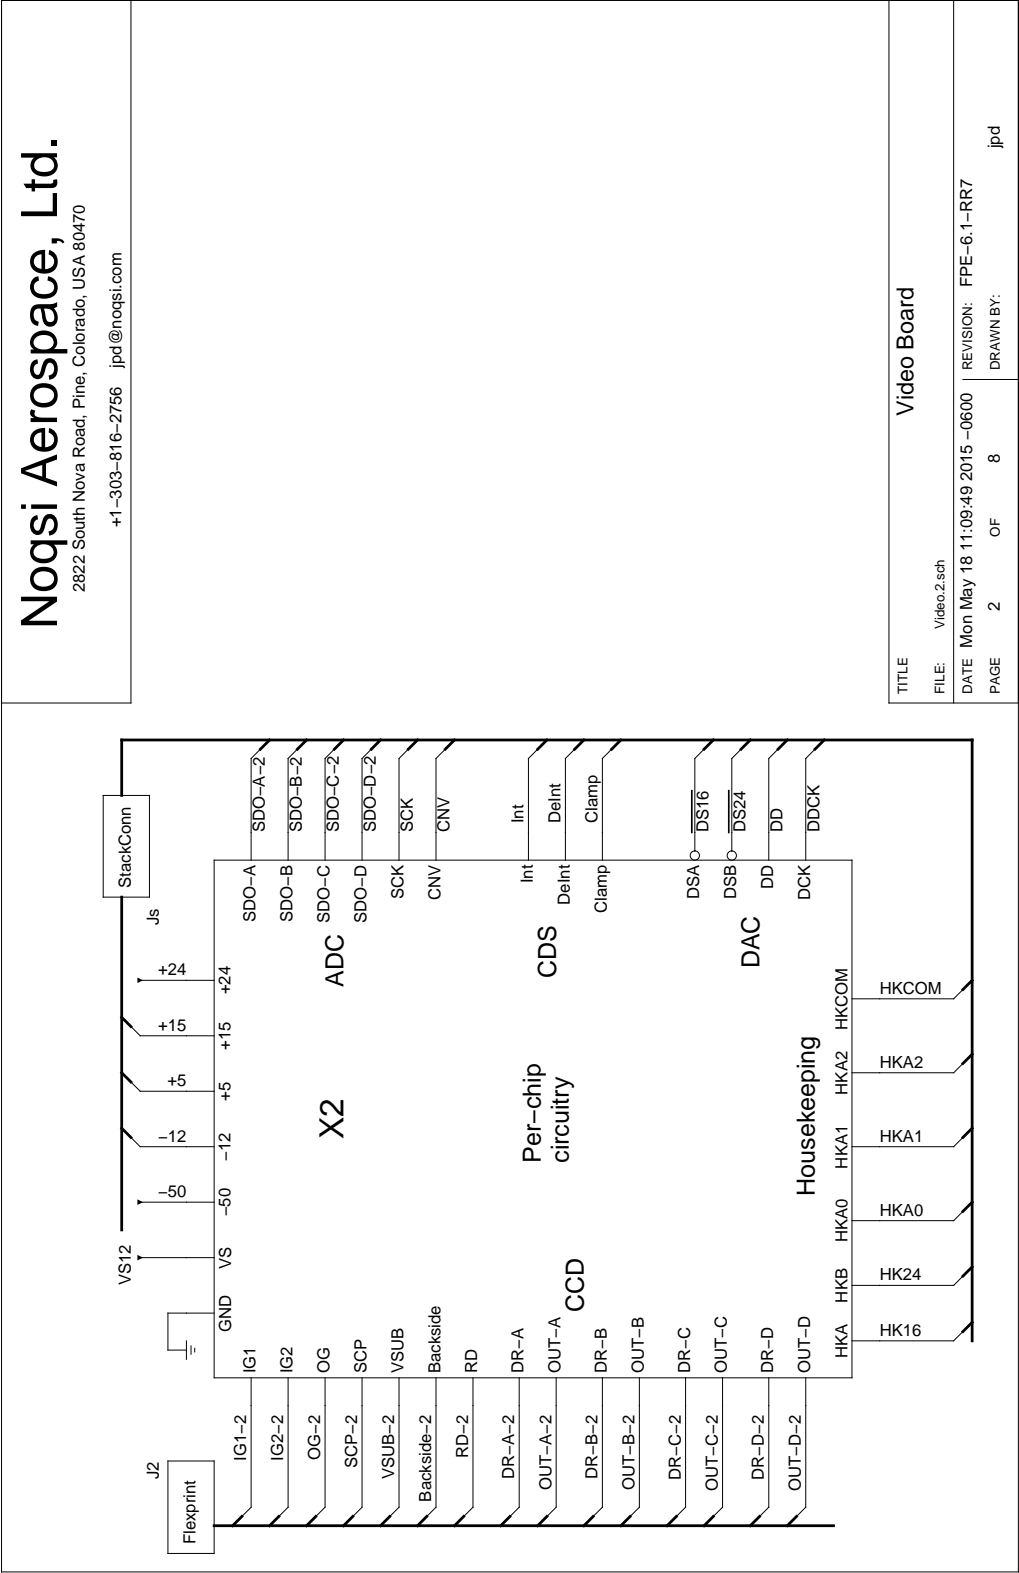 Noqsi Aerospace, Ltd.
2822 South Nova Road, Pine, Colorado, USA 80470
+1−303−816−2756 jpd@noqsi.com
J2
Flexprint
IG1−2
IG2−2
OG−2
SCP−2
VSUB−2
Backside−2
RD−2
DR−A−2
OUT−A−2
DR−B−2
OUT−B−2
DR−C−2
OUT−C−2
DR−D−2
OUT−D−2
IG1
IG2
OG
SCP
VSUB
Backside
RD
DR−A
OUT−A
DR−B
OUT−B
DR−C
OUT−C
DR−D
OUT−D
CCD
VS12
−50
−12
+5
+15
+24
GND
VS
−50
−12
+5
+15
+24
Js
StackConn
X2
Per−chip
circuitry
ADC
CDS
DAC
Housekeeping
SDO−A
SDO−B
SDO−C
SDO−D
SCK
CNV
Int
DeInt
Clamp
DSA
DSB
DD
DCK
SDO−A−2
SDO−B−2
SDO−C−2
SDO−D−2
SCK
CNV
Int
DeInt
Clamp
DS16
DS24
DD
DDCK
HKA
HKB
HKA0
HKA1
HKA2
HKCOM
HK16
HK24
HKA0
HKA1
HKA2
HKCOM
TITLE
Video Board
FILE: Video.2.sch
DATE Mon May 18 11:09:49 2015 −0600
REVISION: FPE−6.1−RR7
PAGE 2 OF 8
DRAWN BY: jpd